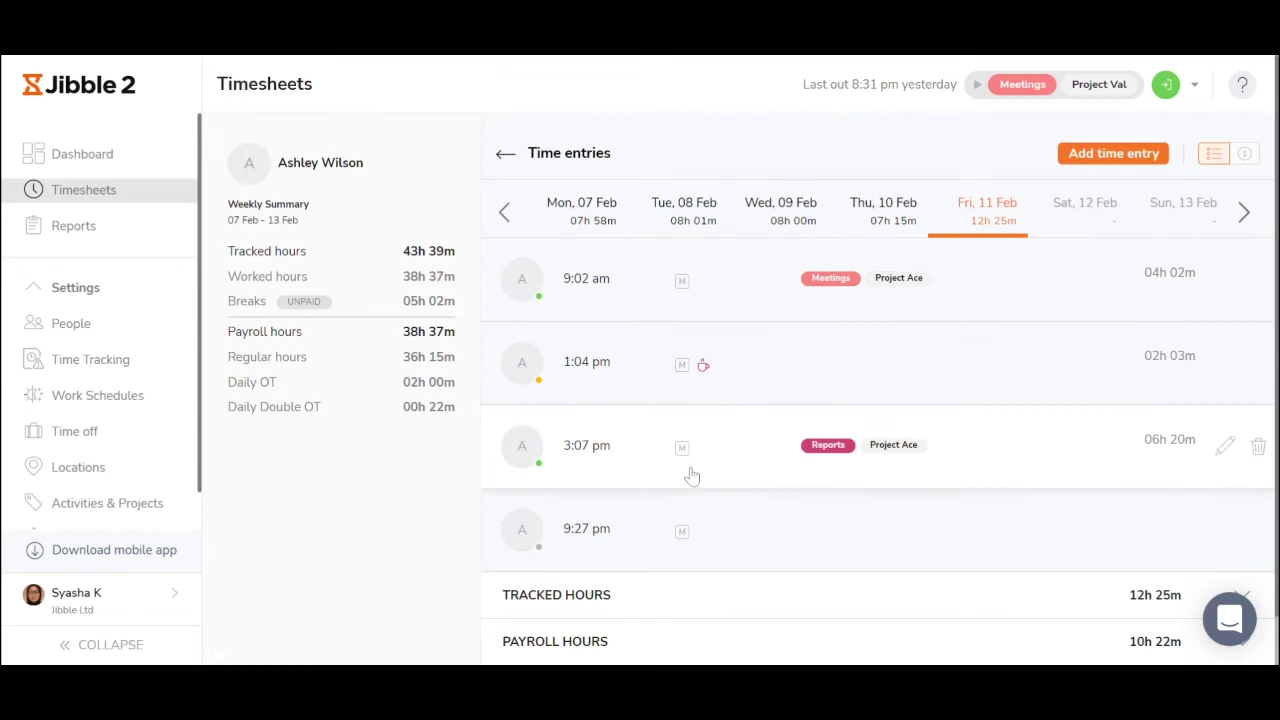 Jibble 2
Timesheets
Last out 8:31 pm yesterday
Meetings
Project Val
?
Dashboard
Timesheets
Reports
Settings
People
Time Tracking
Work Schedules
Time off
Locations
Activities & Projects
Download mobile app
Syasha K
Jibble Ltd
COLLAPSE
A
Ashley Wilson
Weekly Summary
07 Feb - 13 Feb
Tracked hours 43h 39m
Worked hours 38h 37m
Breaks UNPAID 05h 02m
Payroll hours 38h 37m
Regular hours 36h 15m
Daily OT 02h 00m
Daily Double OT 00h 22m
Time entries
Add time entry
$
Mon, 07 Feb
07h 58m
Tue, 08 Feb
08h 01m
Wed, 09 Feb
08h 00m
Thu, 10 Feb
07h 15m
Fri, 11 Feb
12h 25m
Sat, 12 Feb
-
Sun, 13 Feb
-
A 9:02 am M Meetings Project Ace 04h 02m
A 1:04 pm M 02h 03m
A 3:07 pm M Reports Project Ace 06h 20m
A 9:27 pm M
TRACKED HOURS 12h 25m
PAYROLL HOURS 10h 22m